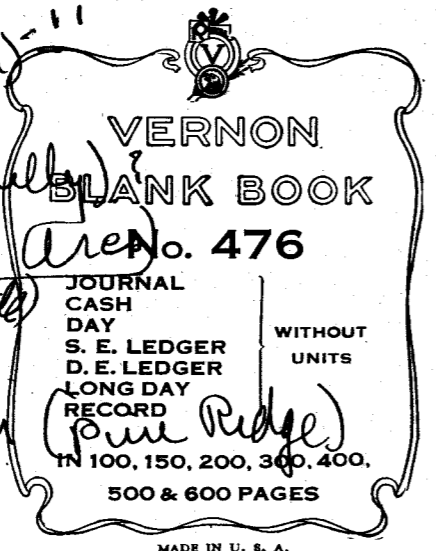 V
VERNON
BLANK BOOK
area)
No. 476
JOURNAL
CASH
DAY
S. E. LEDGER
D. E. LEDGER
LONG DAY
RECORD
WITHOUT
UNITS
Ridge)
IN 100, 150, 200, 300, 400,
500 & 600 PAGES
MADE IN U. S. A.